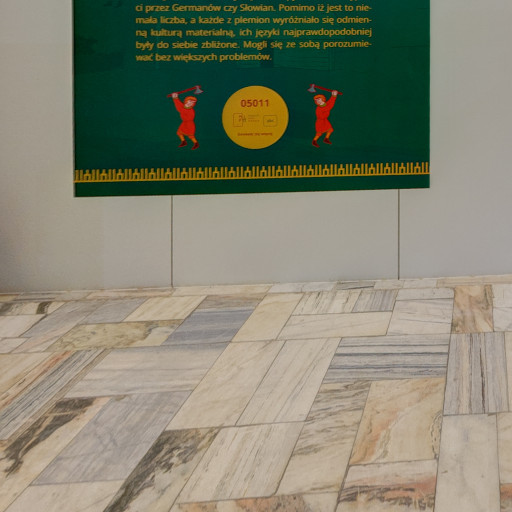 ci przez Germanów czy Słowian. Pomimo iż jest to nie-
mała liczba, a każde z plemion wyróżniało się odmien-
ną kulturą materialną, ich języki najprawdopodobniej
były do siebie zbliżone. Mogli się ze sobą porozumie-
wać bez większych problemów.
05011